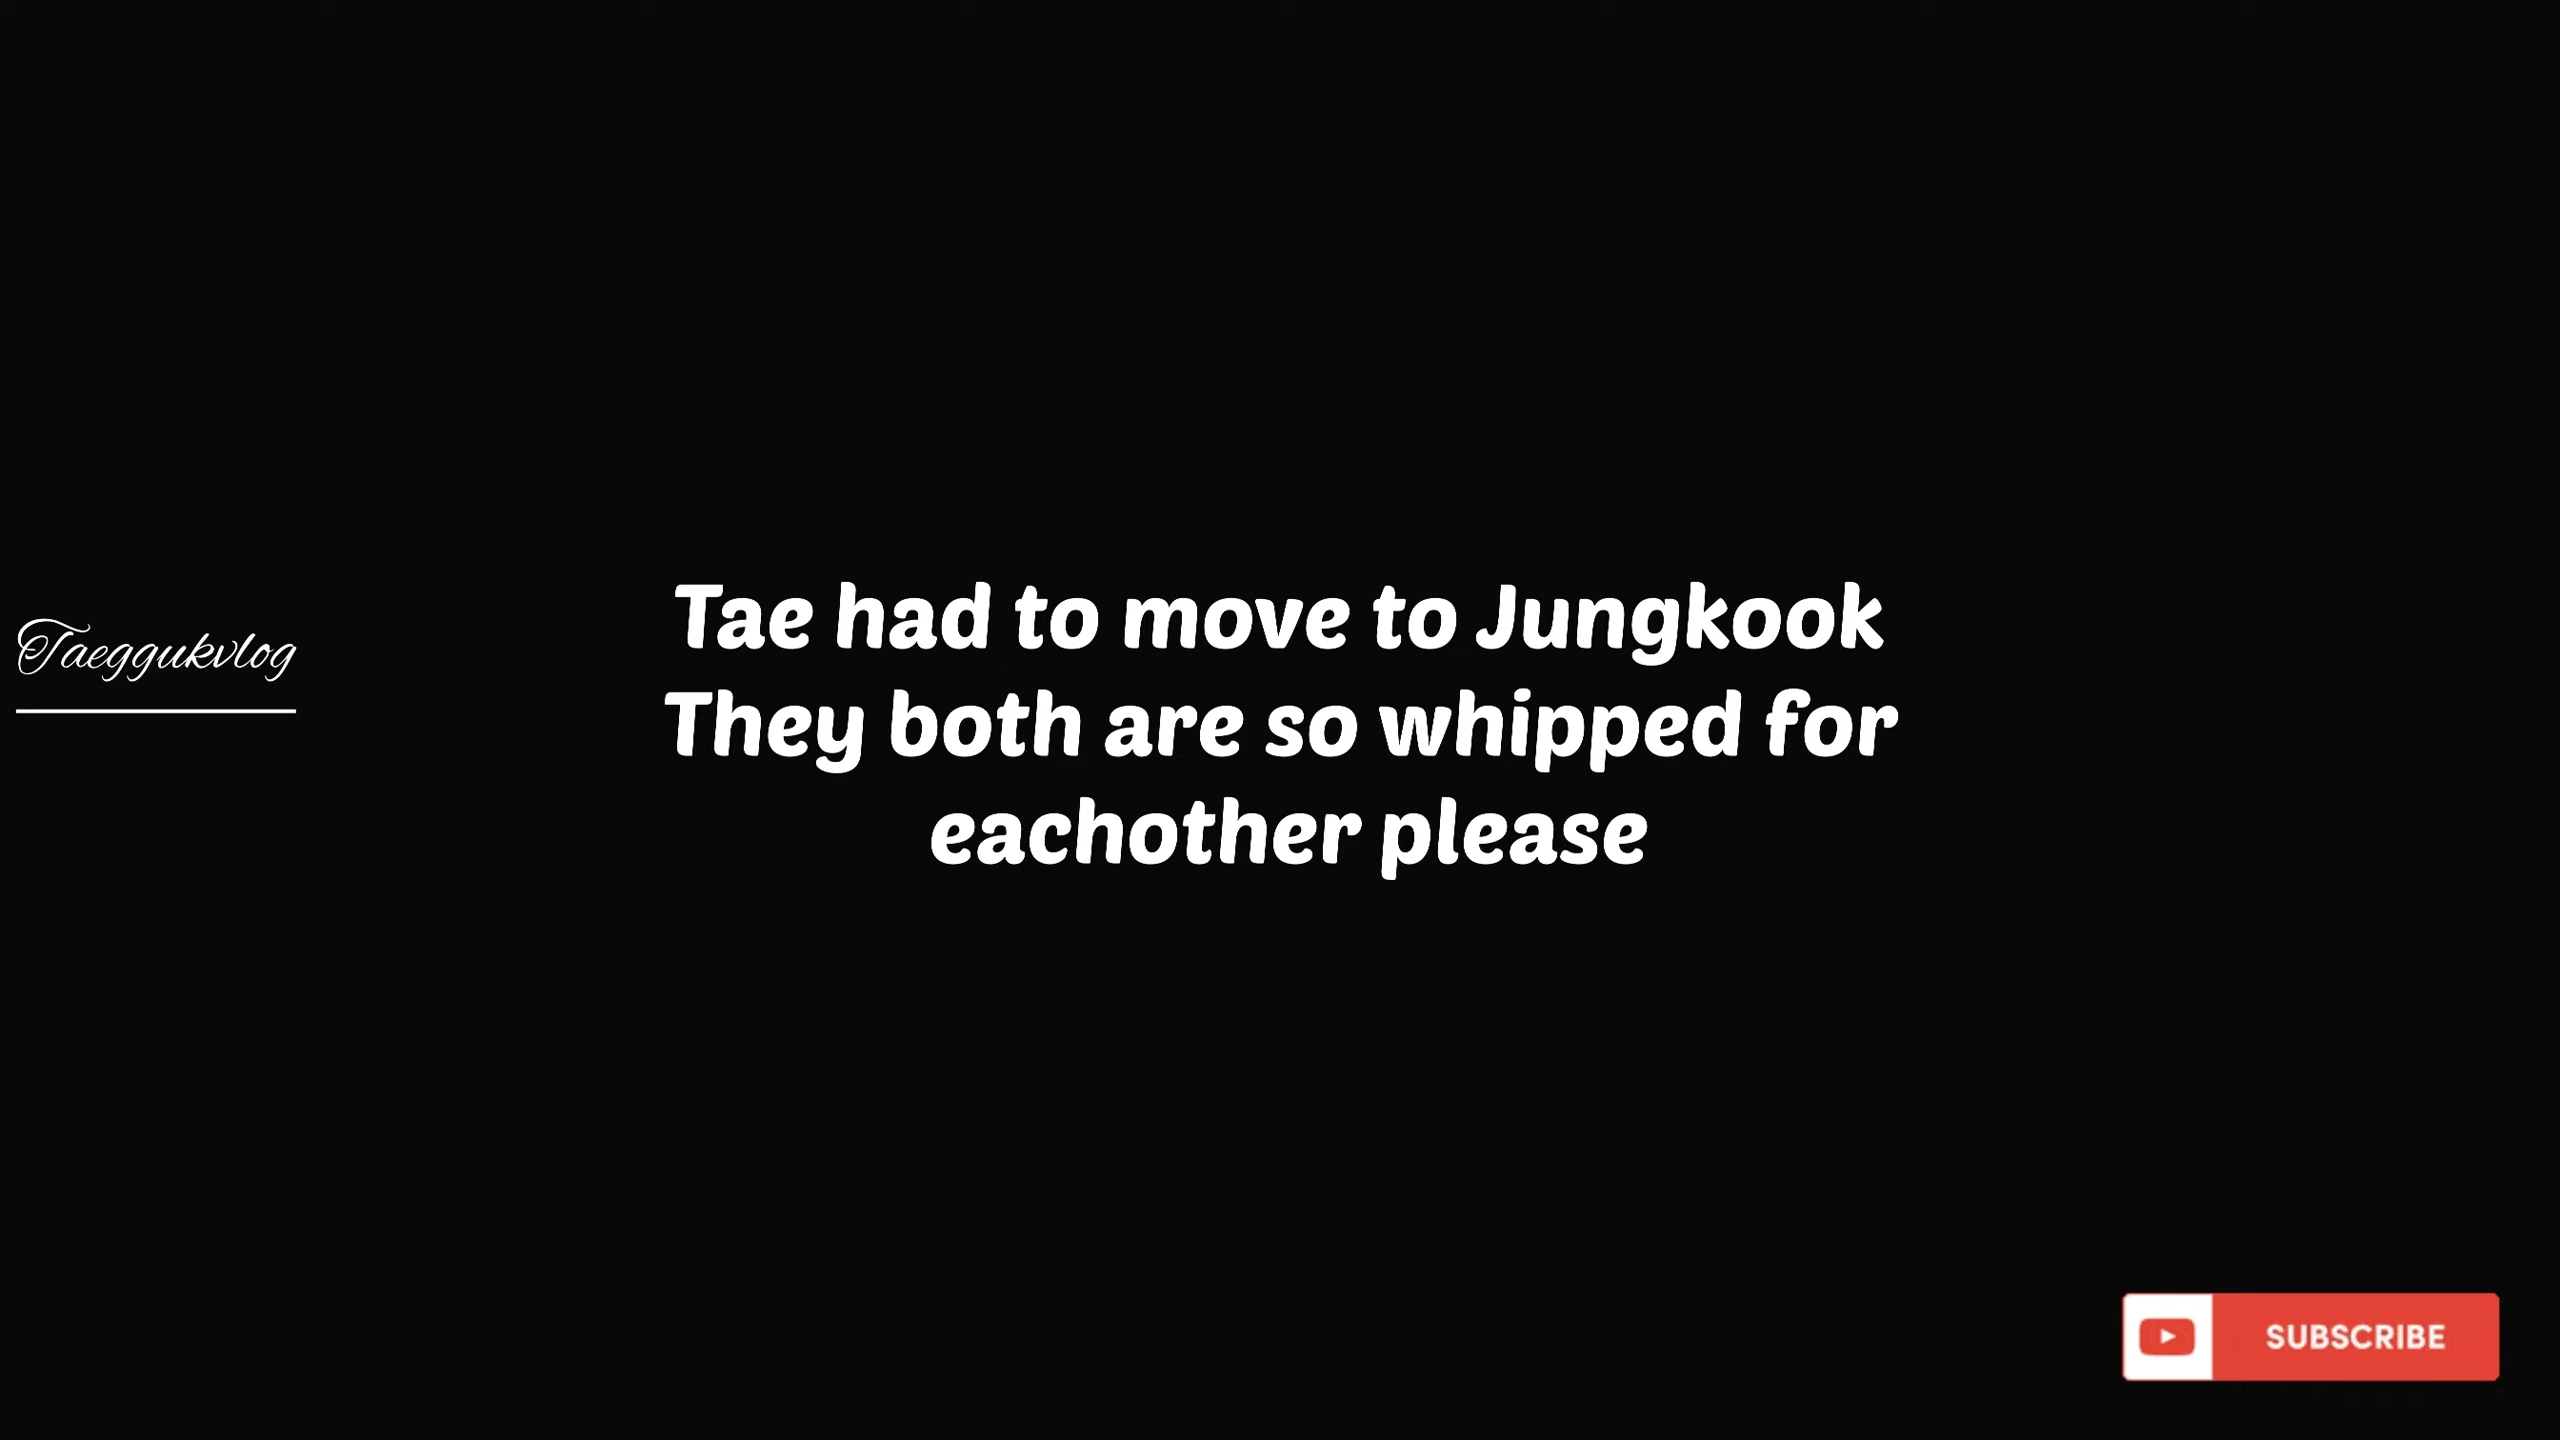 Taeggukvlog
Tae had to move to Jungkook
They both are so whipped for
eachother please
SUBSCRIBE